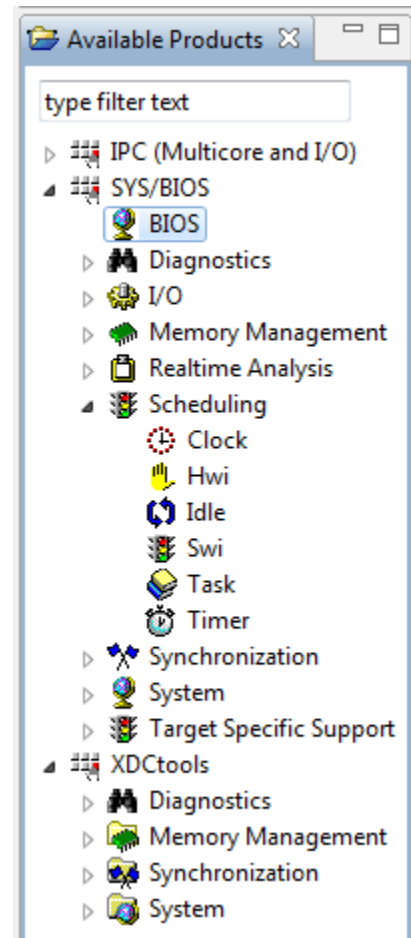 Available Products
type filter text
IPC (Multicore and I/O)
SYS/BIOS
BIOS
Diagnostics
I/O
Memory Management
Realtime Analysis
Scheduling
Clock
Hwi
Idle
Swi
Task
Timer
Synchronization
System
Target Specific Support
XDCtools
Diagnostics
Memory Management
Synchronization
System